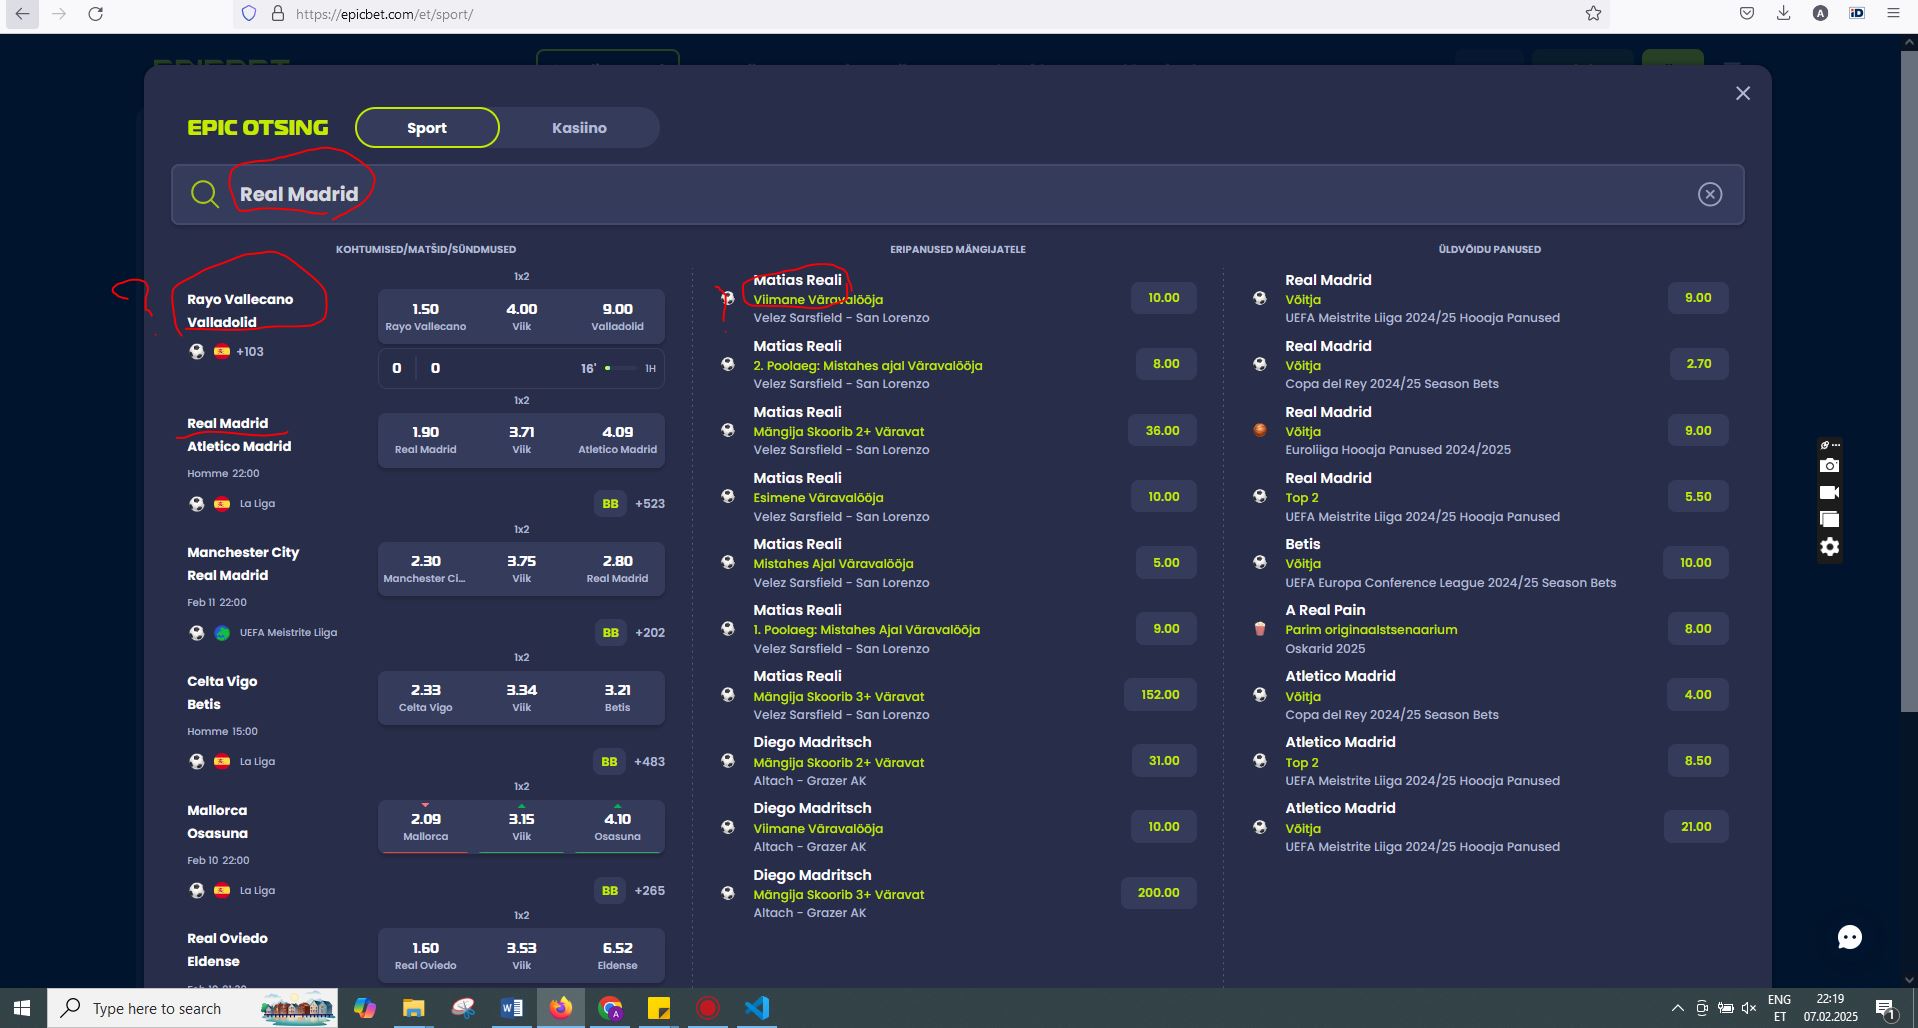 https://epicbet.com/et/sport/
EPIC OTSING
Sport
Kasiino
Real Madrid
KOHTUMISED/MATŠID/SÜNDMUSED
1x2
Rayo Vallecano
Valladolid
1.50 4.00 9.00
Rayo Vallecano Viik Valladolid
+103
0 0 16' 1H
1x2
Real Madrid
Atletico Madrid
1.90 3.71 4.09
Real Madrid Viik Atletico Madrid
Homme 22:00
La Liga BB +523
1x2
Manchester City
Real Madrid
2.30 3.75 2.80
Manchester Ci... Viik Real Madrid
Feb 11 22:00
UEFA Meistrite Liiga BB +202
1x2
Celta Vigo
Betis
2.33 3.34 3.21
Celta Vigo Viik Betis
Homme 15:00
La Liga BB +483
1x2
Mallorca
Osasuna
2.09 3.15 4.10
Mallorca Viik Osasuna
Feb 10 22:00
La Liga BB +265
1x2
Real Oviedo
Eldense
1.60 3.53 6.52
Real Oviedo Viik Eldense
ERIPANUSED MÄNGIJATELE
Matias Reali
Viimane Väravalööja 10.00
Velez Sarsfield - San Lorenzo
Matias Reali
2. Poolaeg: Mistahes ajal Väravalööja 8.00
Velez Sarsfield - San Lorenzo
Matias Reali
Mängija Skoorib 2+ Väravat 36.00
Velez Sarsfield - San Lorenzo
Matias Reali
Esimene Väravalööja 10.00
Velez Sarsfield - San Lorenzo
Matias Reali
Mistahes Ajal Väravalööja 5.00
Velez Sarsfield - San Lorenzo
Matias Reali
1. Poolaeg: Mistahes Ajal Väravalööja 9.00
Velez Sarsfield - San Lorenzo
Matias Reali
Mängija Skoorib 3+ Väravat 152.00
Velez Sarsfield - San Lorenzo
Diego Madritsch
Mängija Skoorib 2+ Väravat 31.00
Altach - Grazer AK
Diego Madritsch
Viimane Väravalööja 10.00
Altach - Grazer AK
Diego Madritsch
Mängija Skoorib 3+ Väravat 200.00
Altach - Grazer AK
ÜLDVÕIDU PANUSED
Real Madrid
Võitja 9.00
UEFA Meistrite Liiga 2024/25 Hooaja Panused
Real Madrid
Võitja 2.70
Copa del Rey 2024/25 Season Bets
Real Madrid
Võitja 9.00
Euroliiga Hooaja Panused 2024/2025
Real Madrid
Top 2 5.50
UEFA Meistrite Liiga 2024/25 Hooaja Panused
Betis
Võitja 10.00
UEFA Europa Conference League 2024/25 Season Bets
A Real Pain
Parim originaalstsenaarium 8.00
Oskarid 2025
Atletico Madrid
Võitja 4.00
Copa del Rey 2024/25 Season Bets
Atletico Madrid
Top 2 8.50
UEFA Meistrite Liiga 2024/25 Hooaja Panused
Atletico Madrid
Võitja 21.00
UEFA Meistrite Liiga 2024/25 Hooaja Panused
Type here to search
ENG
ET
22:19
07.02.2025
1